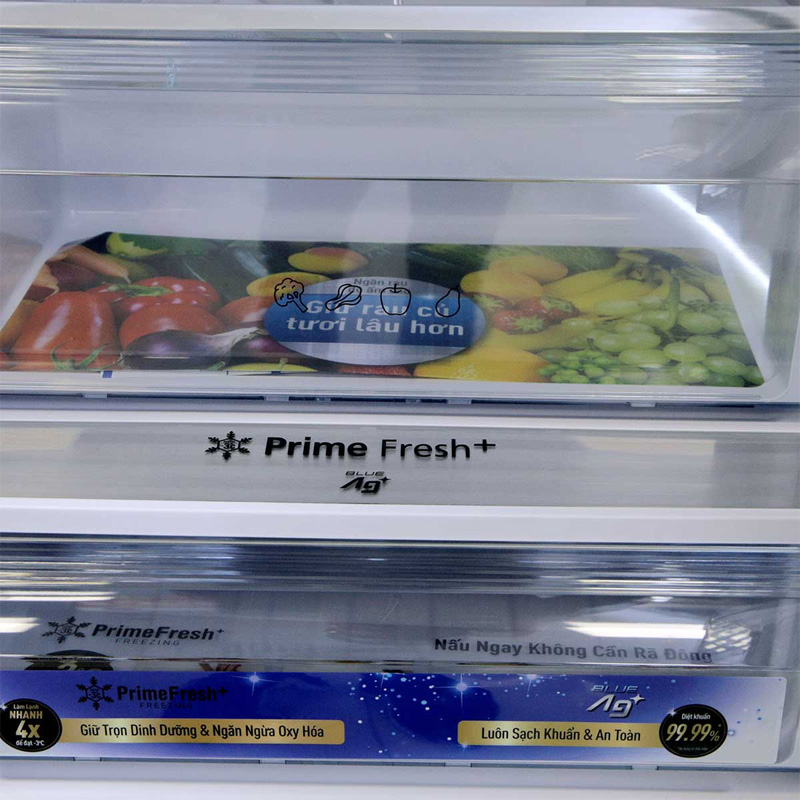 Ngăn rau
Giữ rau củ
tươi lâu hơn
Prime Fresh+
BLUE
Ag+
PrimeFresh+
FREEZING
Nấu Ngay Không Cần Rã Đông
PrimeFresh+
FREEZING
BLUE
Ag+
Làm Lạnh
NHANH
4X
để đạt -3°C
Giữ Trọn Dinh Dưỡng & Ngăn Ngừa Oxy Hóa
Luôn Sạch Khuẩn & An Toàn
Diệt khuẩn
99.99%